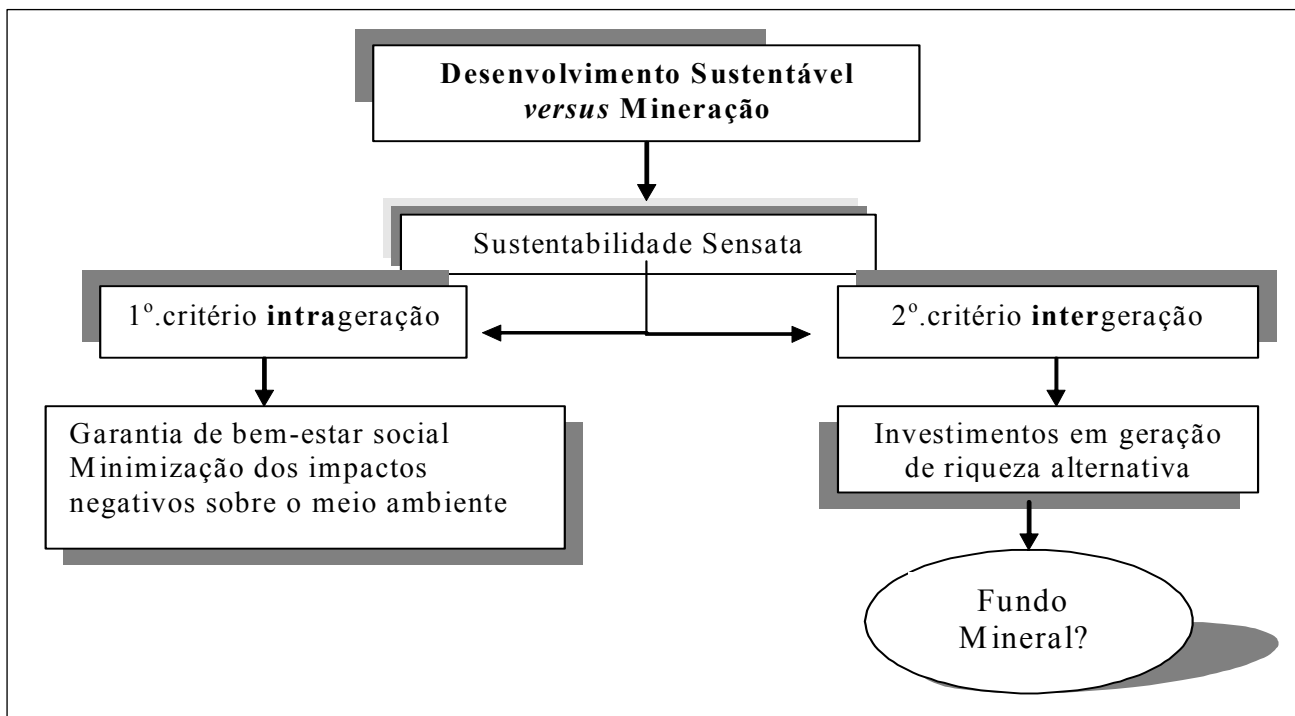 Desenvolvimento Sustentável
versus Mineração
Sustentabilidade Sensata
1º.critério intrageração
2º.critério intergeração
Garantia de bem-estar social
Minimização dos impactos
negativos sobre o meio ambiente
Investimentos em geração
de riqueza alternativa
Fundo
Mineral?